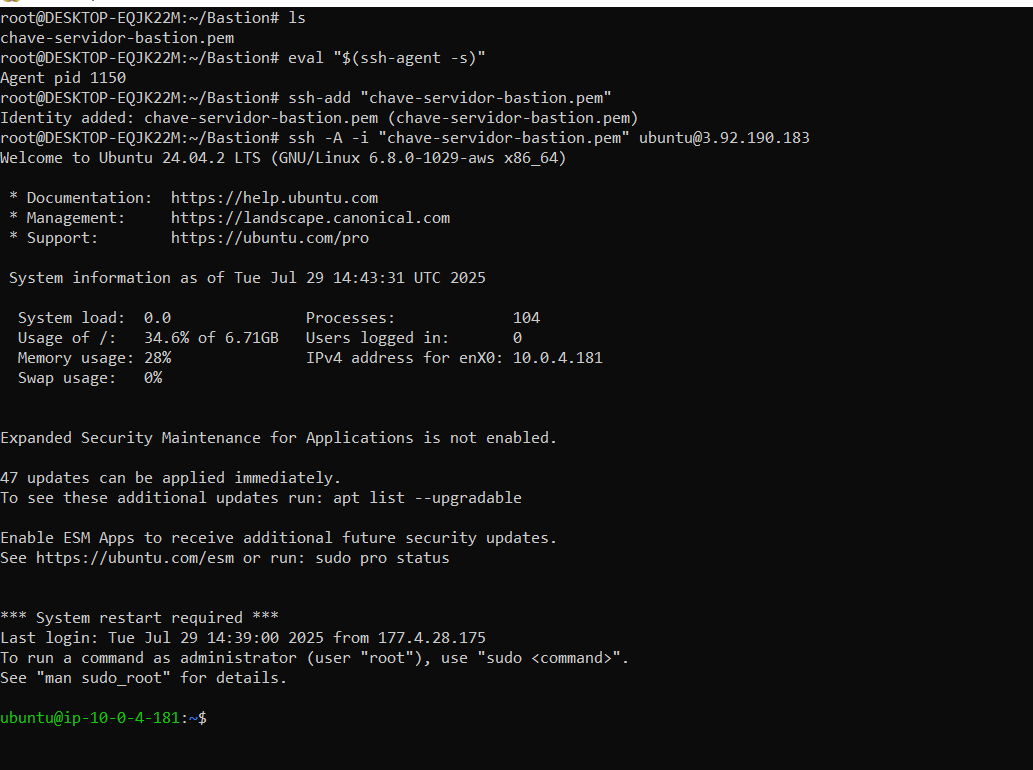 root@DESKTOP-EQJK22M:~/Bastion# ls
chave-servidor-bastion.pem
root@DESKTOP-EQJK22M:~/Bastion# eval "$(ssh-agent -s)"
Agent pid 1150
root@DESKTOP-EQJK22M:~/Bastion# ssh-add "chave-servidor-bastion.pem"
Identity added: chave-servidor-bastion.pem (chave-servidor-bastion.pem)
root@DESKTOP-EQJK22M:~/Bastion# ssh -A -i "chave-servidor-bastion.pem" ubuntu@3.92.190.183
Welcome to Ubuntu 24.04.2 LTS (GNU/Linux 6.8.0-1029-aws x86_64)
* Documentation:  https://help.ubuntu.com
* Management:     https://landscape.canonical.com
* Support:        https://ubuntu.com/pro
System information as of Tue Jul 29 14:43:31 UTC 2025
System load:  0.0               Processes:             104
Usage of /:   34.6% of 6.71GB   Users logged in:       0
Memory usage: 28%               IPv4 address for enX0: 10.0.4.181
Swap usage:   0%
Expanded Security Maintenance for Applications is not enabled.
47 updates can be applied immediately.
To see these additional updates run: apt list --upgradable
Enable ESM Apps to receive additional future security updates.
See https://ubuntu.com/esm or run: sudo pro status
*** System restart required ***
Last login: Tue Jul 29 14:39:00 2025 from 177.4.28.175
To run a command as administrator (user "root"), use "sudo <command>".
See "man sudo_root" for details.
ubuntu@ip-10-0-4-181:~$